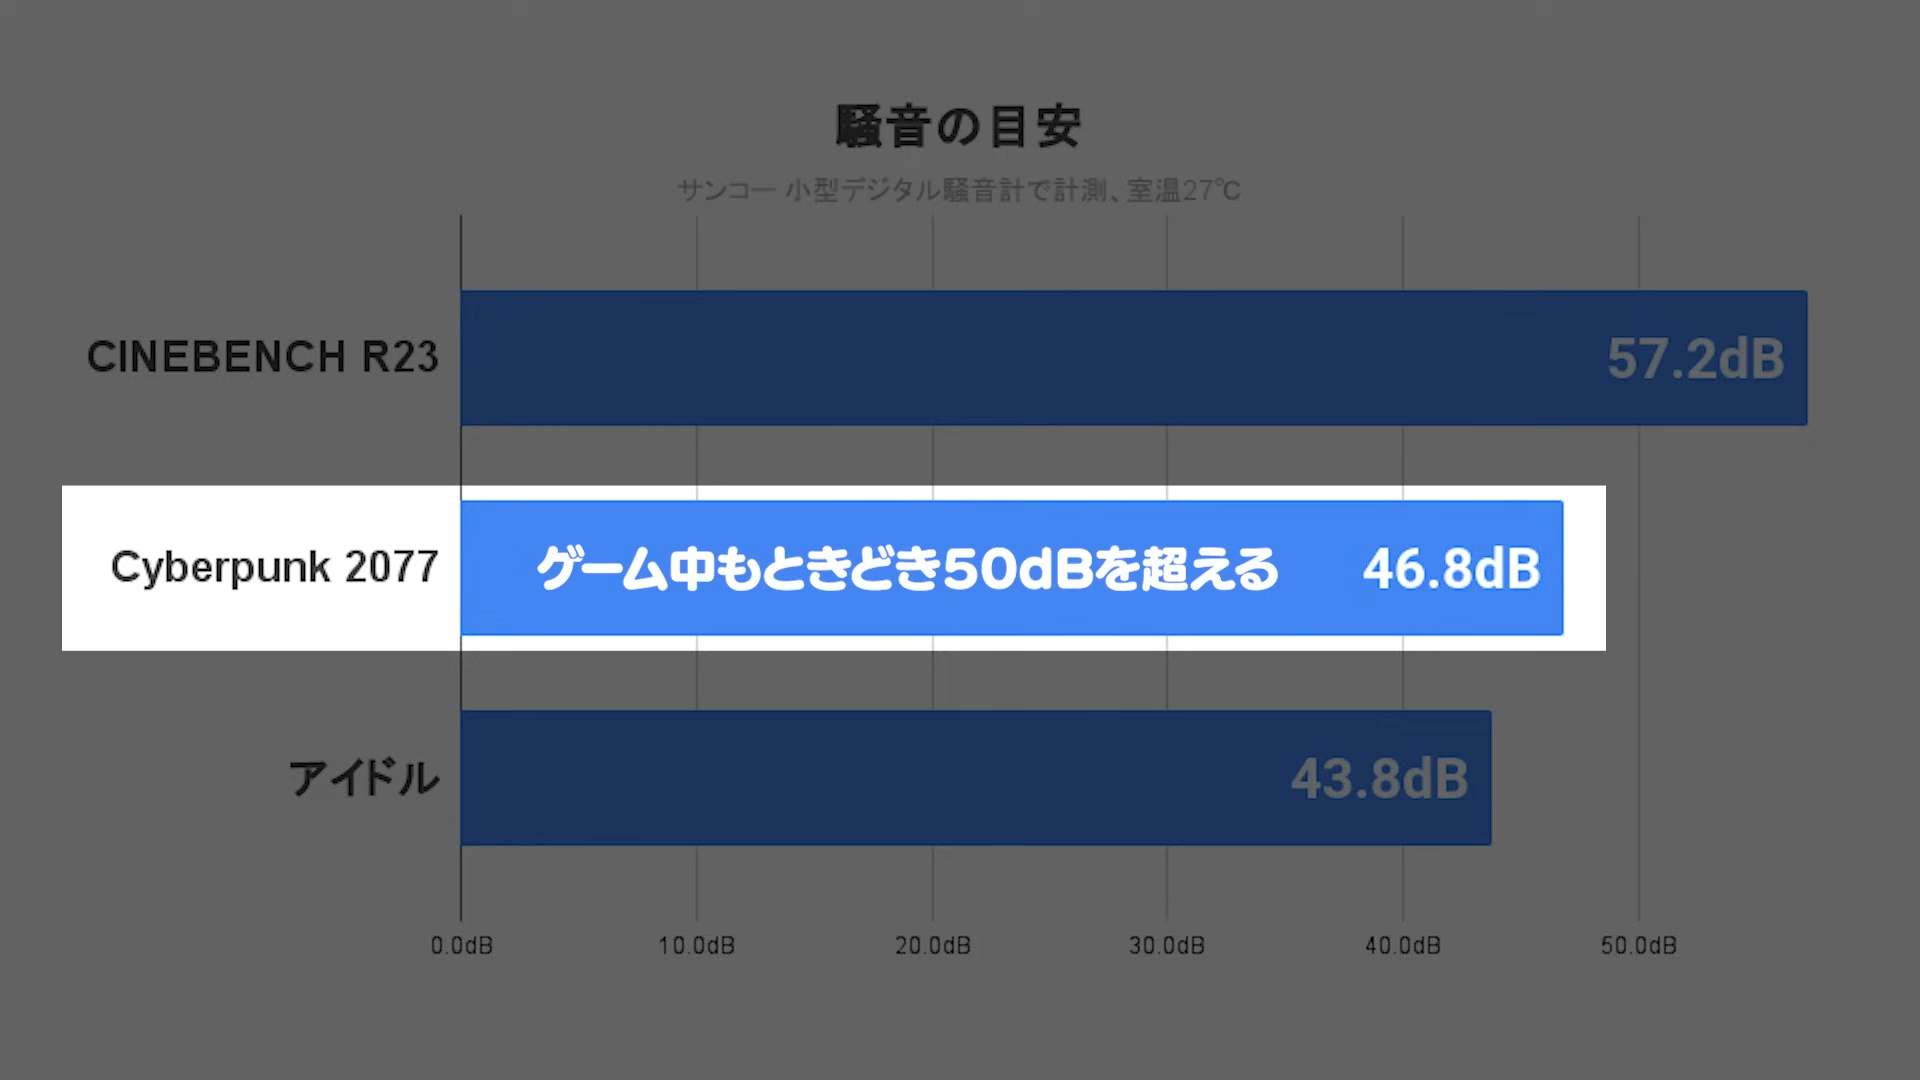 騒音の目安
サンコー 小型デジタル騒音計で計測、室温27℃
CINEBENCH R23
57.2dB
Cyberpunk 2077
ゲーム中もときどき50dBを超える
46.8dB
アイドル
43.8dB
0.0dB 10.0dB 20.0dB 30.0dB 40.0dB 50.0dB